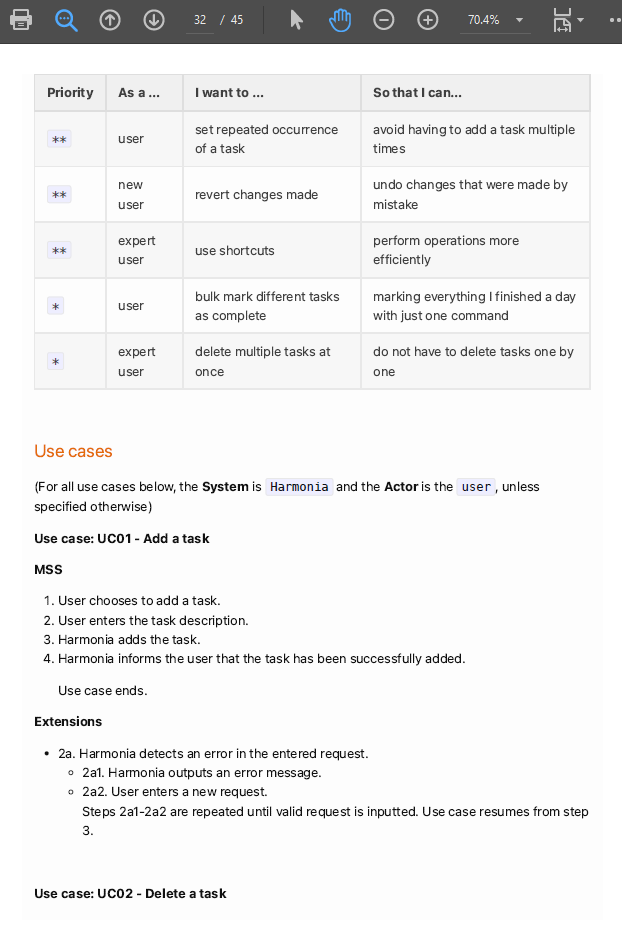 32 / 45 70.4%
Priority As a ... I want to ... So that I can...
** user set repeated occurrence of a task avoid having to add a task multiple times
** new user revert changes made undo changes that were made by mistake
** expert user use shortcuts perform operations more efficiently
* user bulk mark different tasks as complete marking everything I finished a day with just one command
* expert user delete multiple tasks at once do not have to delete tasks one by one
Use cases
(For all use cases below, the System is Harmonia and the Actor is the user, unless
specified otherwise)
Use case: UC01 - Add a task
MSS
1. User chooses to add a task.
2. User enters the task description.
3. Harmonia adds the task.
4. Harmonia informs the user that the task has been successfully added.
Use case ends.
Extensions
• 2a. Harmonia detects an error in the entered request.
◦ 2a1. Harmonia outputs an error message.
◦ 2a2. User enters a new request.
Steps 2a1-2a2 are repeated until valid request is inputted. Use case resumes from step
3.
Use case: UC02 - Delete a task